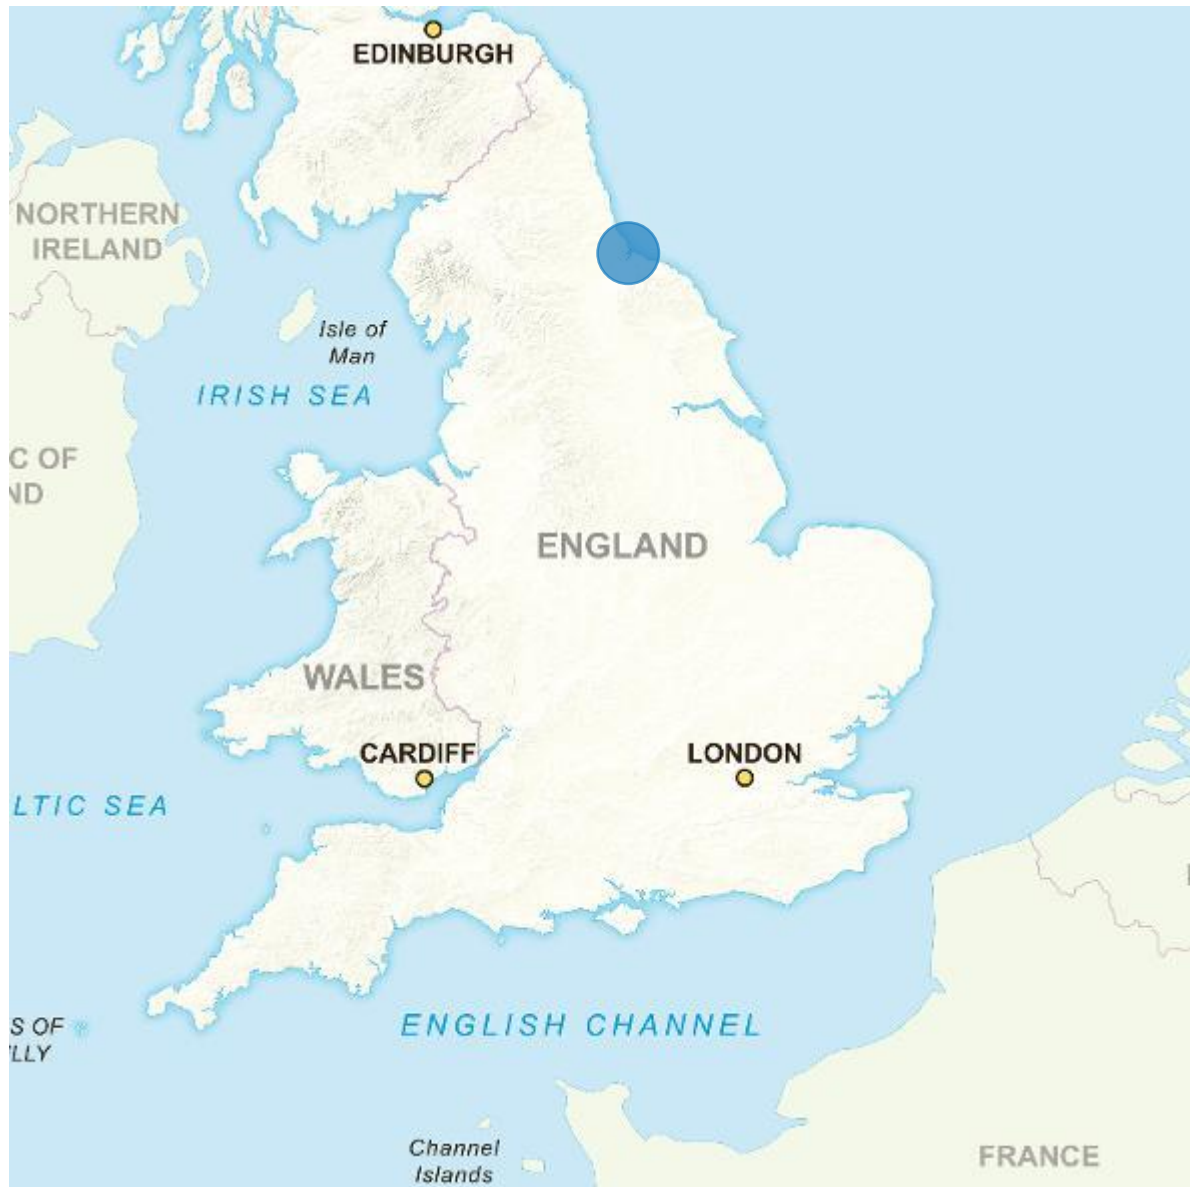 EDINBURGH
NORTHERN
IRELAND
Isle of
Man
IRISH SEA
C OF
ND
ENGLAND
WALES
CARDIFF
LONDON
LTIC SEA
S OF
LLY
ENGLISH CHANNEL
Channel
Islands
FRANCE